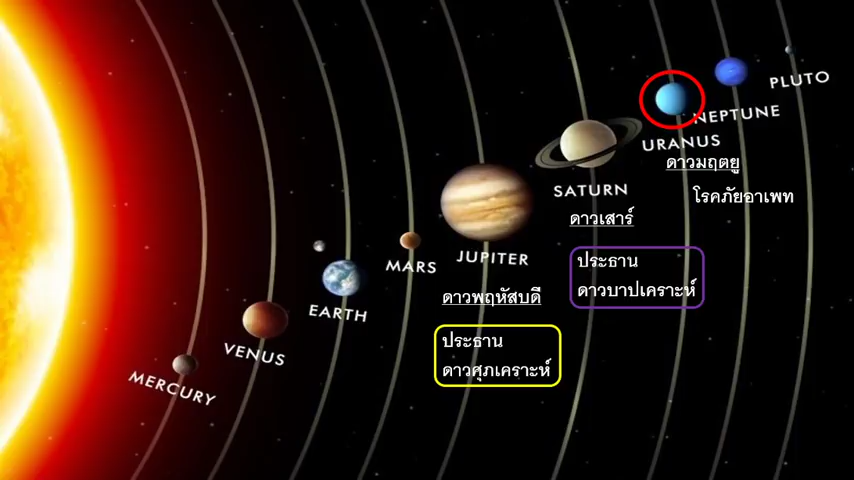 PLUTO
NEPTUNE
URANUS
ดาวมฤตยู
โรคภัยอาเพท
SATURN
ดาวเสาร์
ประธาน
ดาวบาปเคราะห์
JUPITER
ดาวพฤหัสบดี
ประธาน
ดาวศุภเคราะห์
MARS
EARTH
VENUS
MERCURY